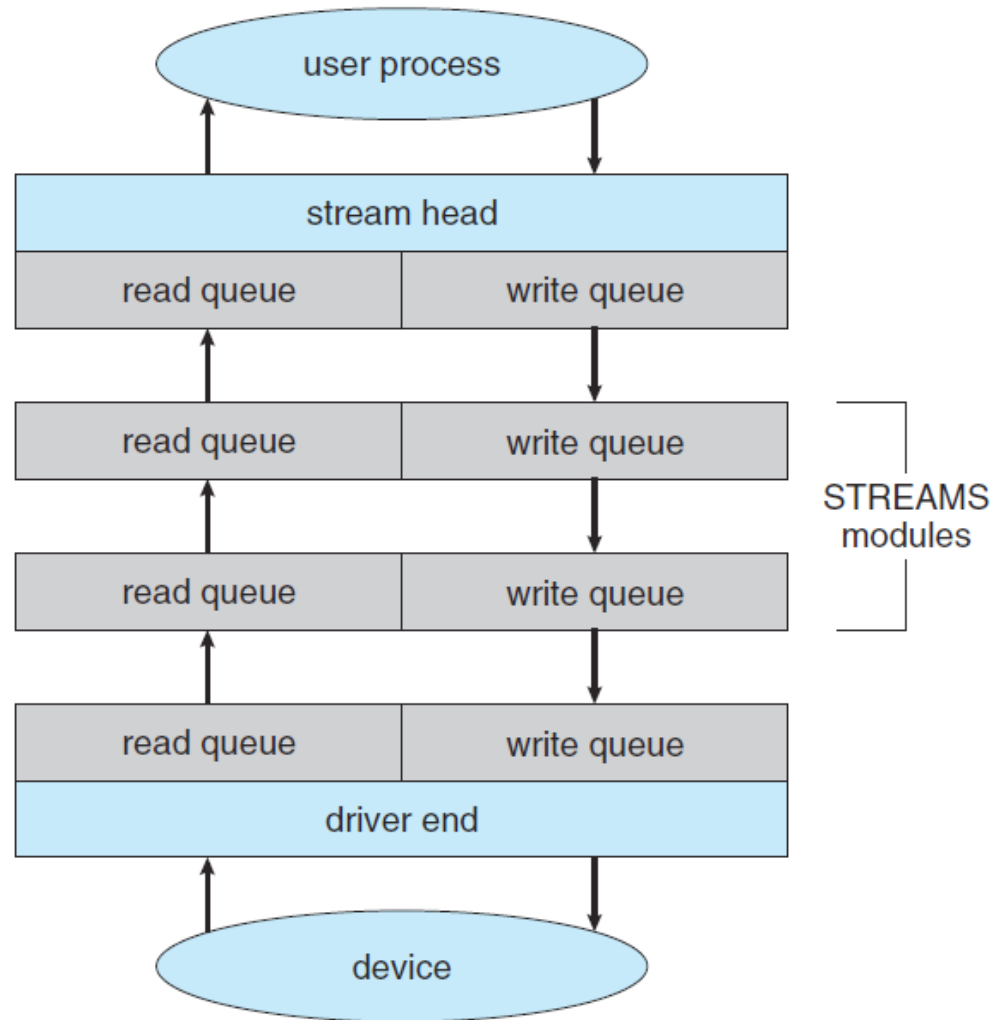 user process
stream head
read queue
write queue
read queue
write queue
STREAMS
modules
read queue
write queue
read queue
write queue
driver end
device